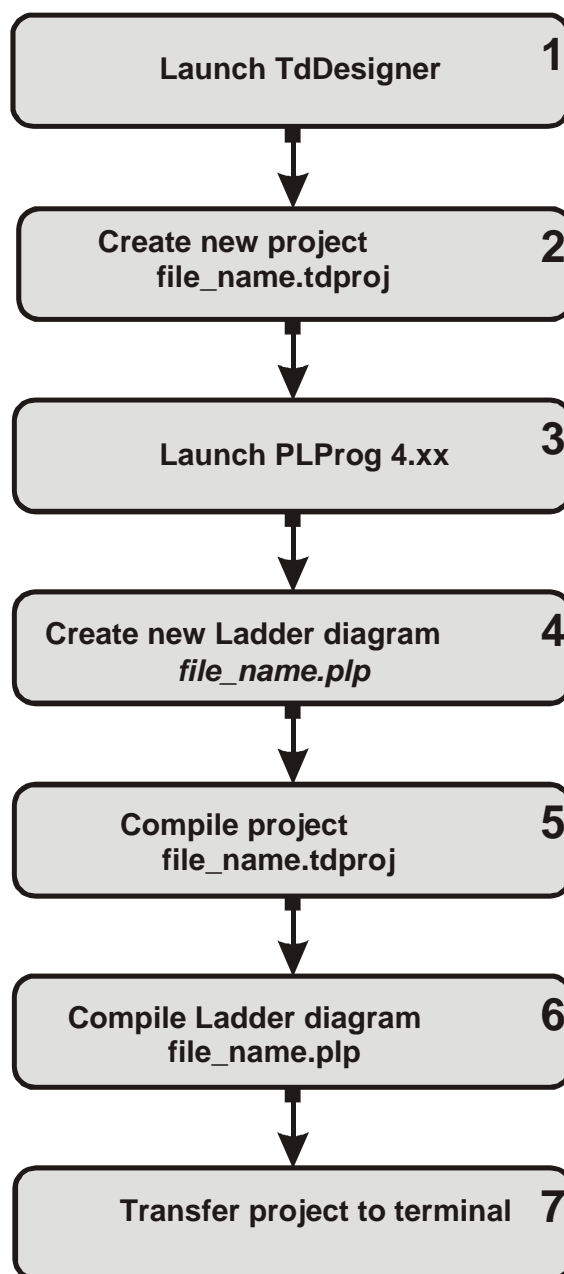 Launch TdDesigner 1
Create new project 2
file_name.tdproj
Launch PLProg 4.xx 3
Create new Ladder diagram 4
file_name.plp
Compile project 5
file_name.tdproj
Compile Ladder diagram 6
file_name.plp
Transfer project to terminal 7